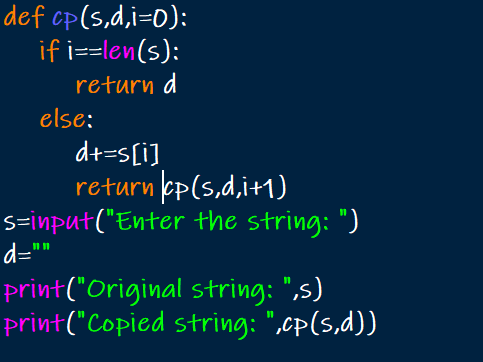 def cp(s,d,i=0):
    if i==len(s):
        return d
    else:
        d+=s[i]
        return cp(s,d,i+1)
s=input("Enter the string: ")
d=""
print("Original string: ",s)
print("Copied string: ",cp(s,d))